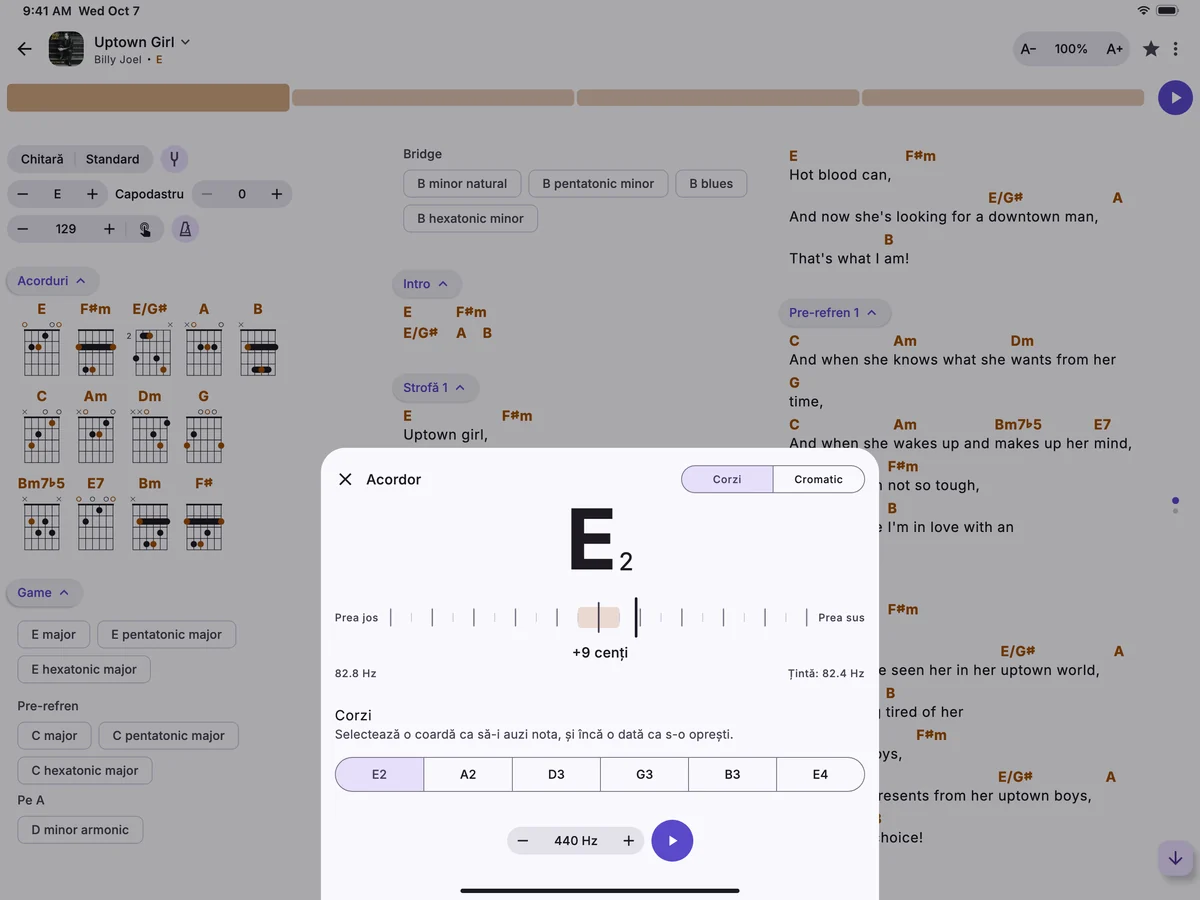 9:41 AM Wed Oct 7
Uptown Girl
Billy Joel • E
A− 100% A+
Chitară Standard
− E + Capodastru − 0 +
− 129 +
Acorduri
E F#m E/G# A B
2
C Am Dm G
Bm7♭5 E7 Bm F#
Game
E major E pentatonic major
E hexatonic major
Pre-refren
C major C pentatonic major
C hexatonic major
Pe A
D minor armonic
Bridge
B minor natural B pentatonic minor B blues
B hexatonic minor
Intro
E F#m
E/G# A B
Strofă 1
E F#m
Uptown girl,
E F#m
Hot blood can,
E/G# A
And now she's looking for a downtown man,
B
That's what I am!
Pre-refren 1
C Am Dm
And when she knows what she wants from her
G
time,
C Am Bm7♭5 E7
And when she wakes up and makes up her mind,
F#m
not so tough,
B
I'm in love with an
F#m
E/G# A
seen her in her uptown world,
B
tired of her
F#m
E/G# A
from her uptown boys,
Acordor
Corzi Cromatic
E2
Prea jos Prea sus
+9 cenți
82.8 Hz Țintă: 82.4 Hz
Corzi
Selectează o coardă ca să-i auzi nota, și încă o dată ca s-o oprești.
E2 A2 D3 G3 B3 E4
− 440 Hz +